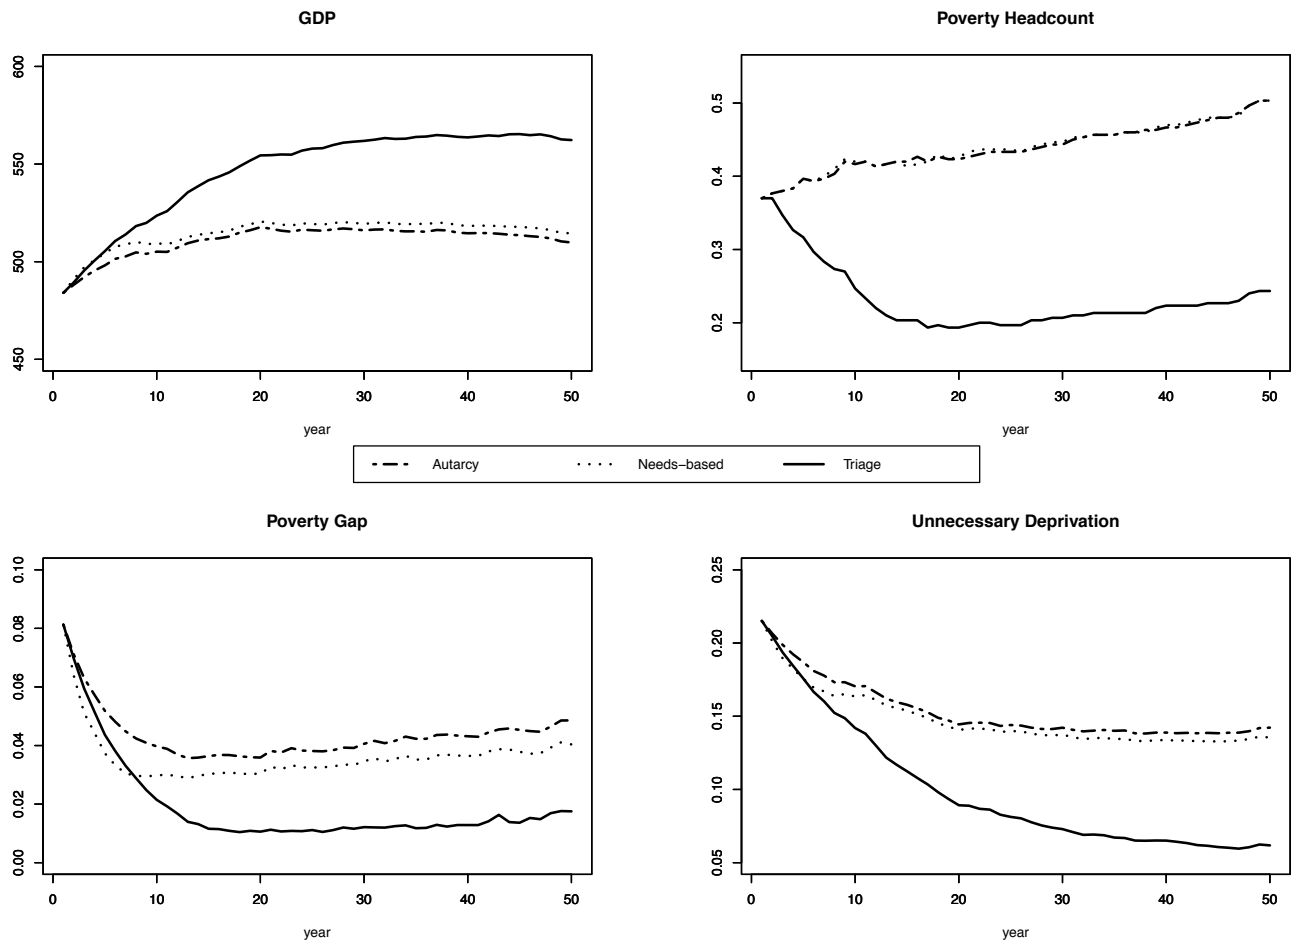 GDP
600
550
500
450
0 10 20 30 40 50
year
Poverty Headcount
0.5
0.4
0.3
0.2
0 10 20 30 40 50
year
Autarcy Needs−based Triage
Poverty Gap
0.10
0.08
0.06
0.04
0.02
0.00
0 10 20 30 40 50
year
Unnecessary Deprivation
0.25
0.20
0.15
0.10
0.05
0 10 20 30 40 50
year